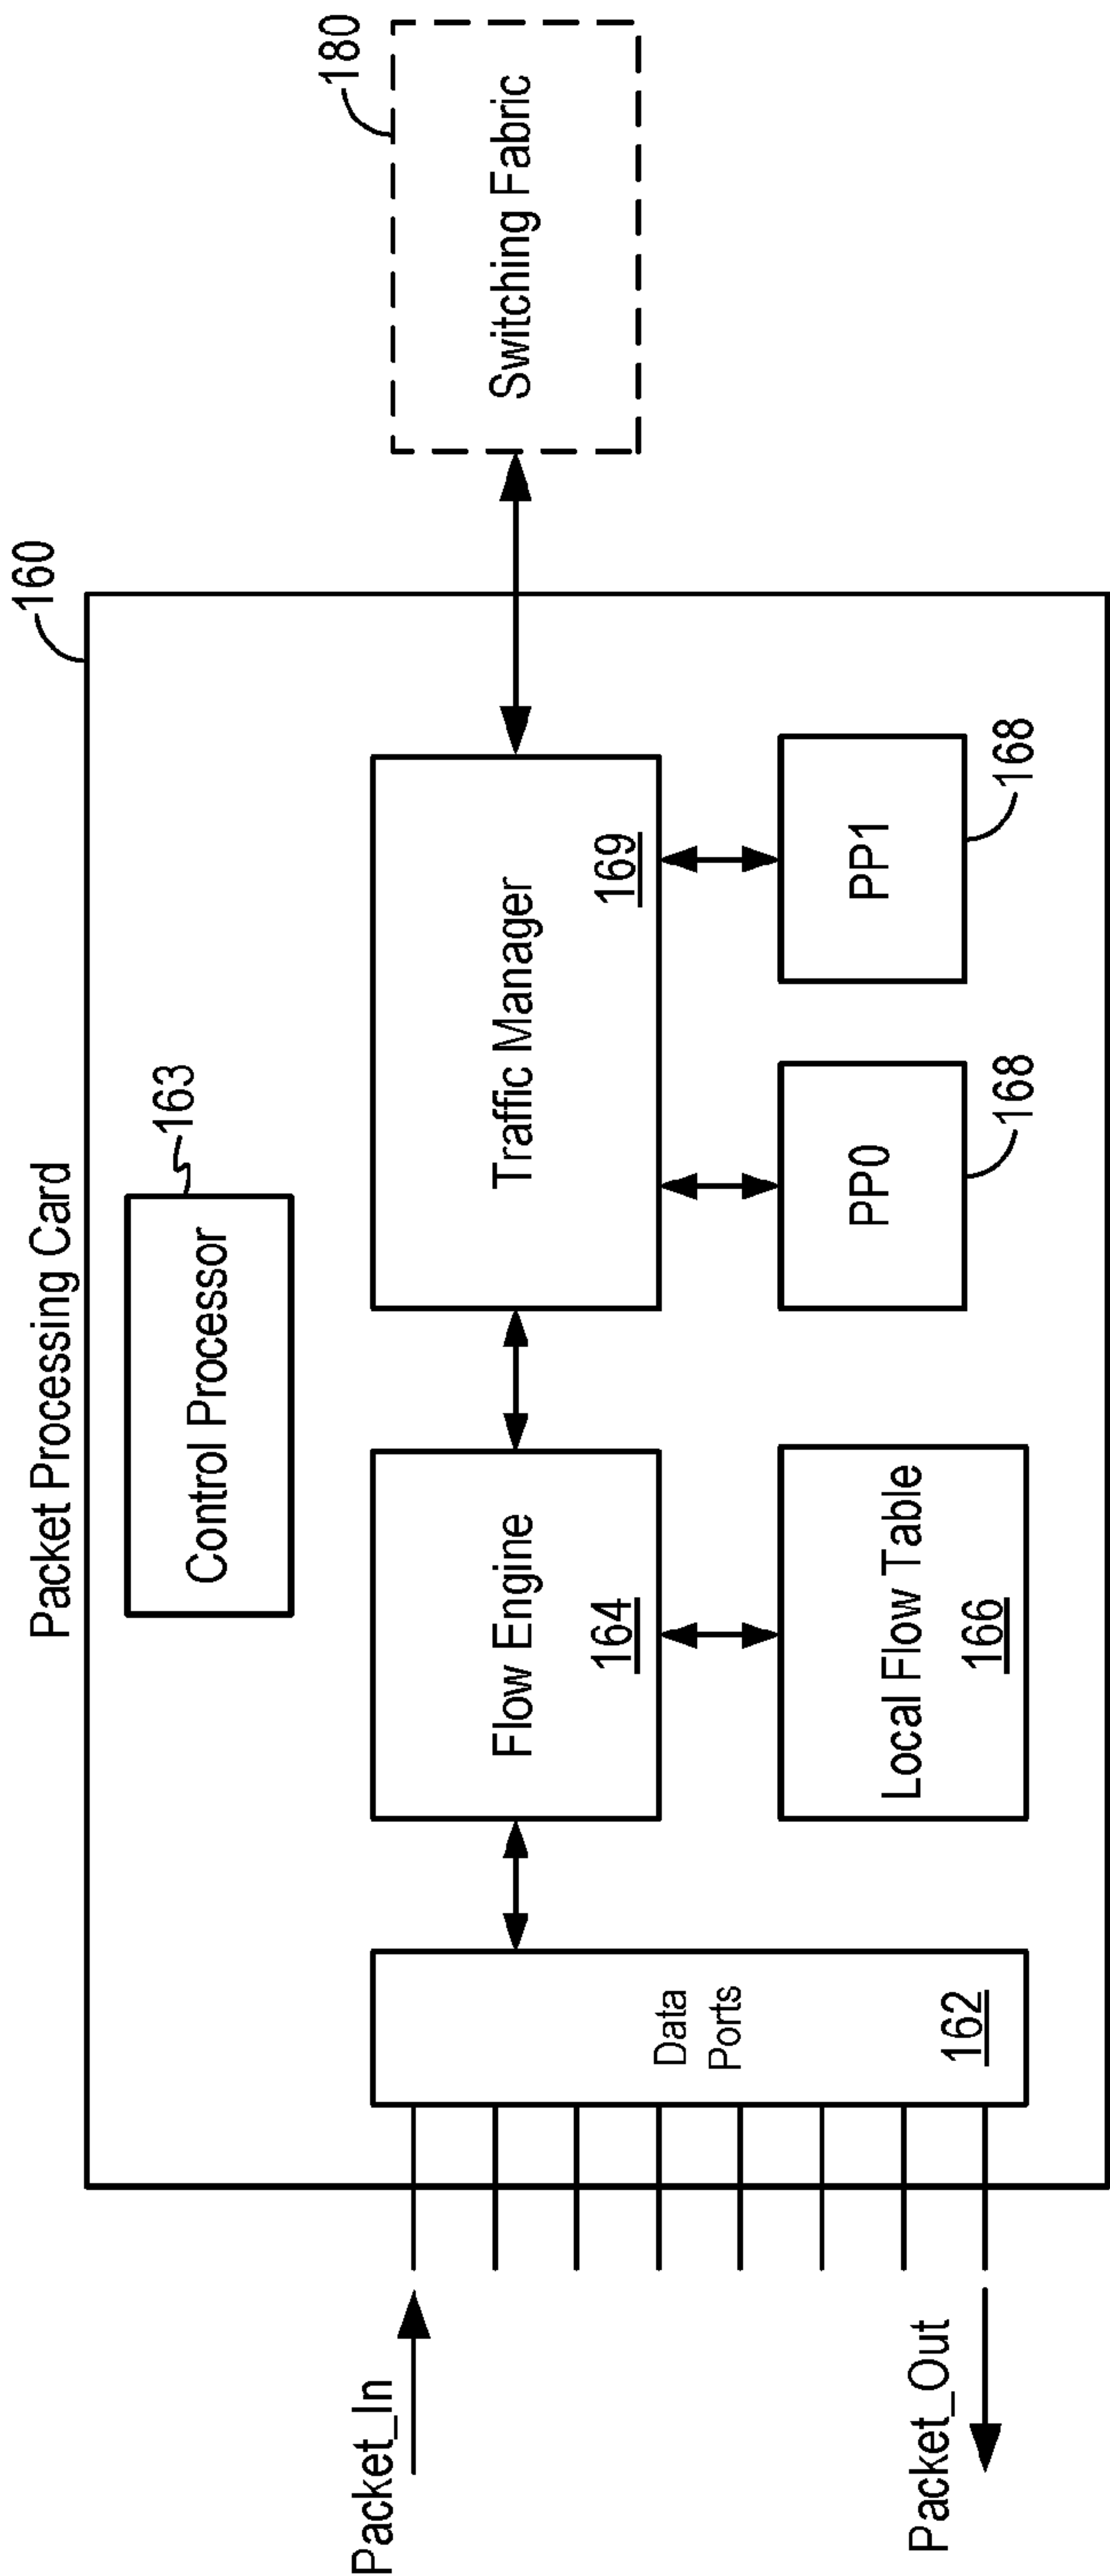 Packet Processing Card
160
Control Processor
163
180
Switching Fabric
Packet_In
Data
Ports
162
Flow Engine
164
Traffic Manager
169
Local Flow Table
166
PP0
168
PP1
168
Packet_Out